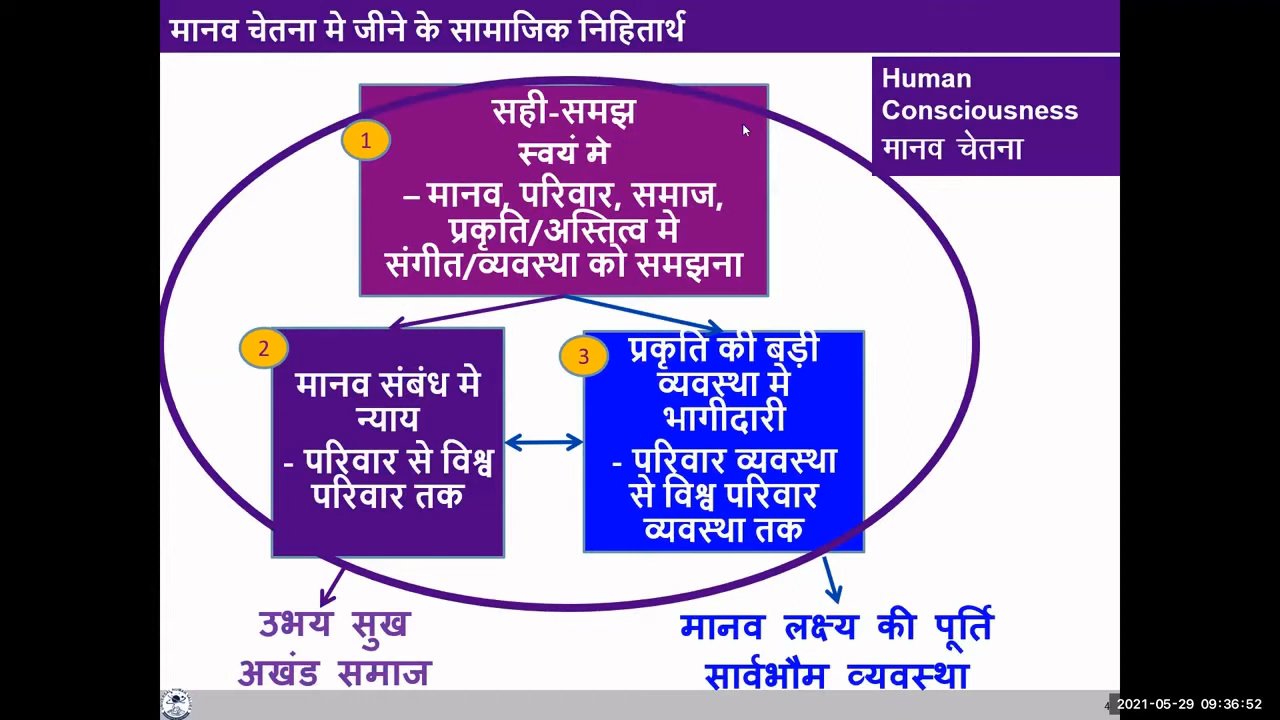 मानव चेतना मे जीने के सामाजिक निहितार्थ
Human
Consciousness
मानव चेतना
1
सही-समझ
स्वयं मे
– मानव, परिवार, समाज,
प्रकृति/अस्तित्व मे
संगीत/व्यवस्था को समझना
2
मानव संबंध मे
न्याय
- परिवार से विश्व
परिवार तक
3
प्रकृति की बड़ी
व्यवस्था मे
भागीदारी
- परिवार व्यवस्था
से विश्व परिवार
व्यवस्था तक
उभय सुख
अखंड समाज
मानव लक्ष्य की पूर्ति
सार्वभौम व्यवस्था
2021-05-29 09:36:52